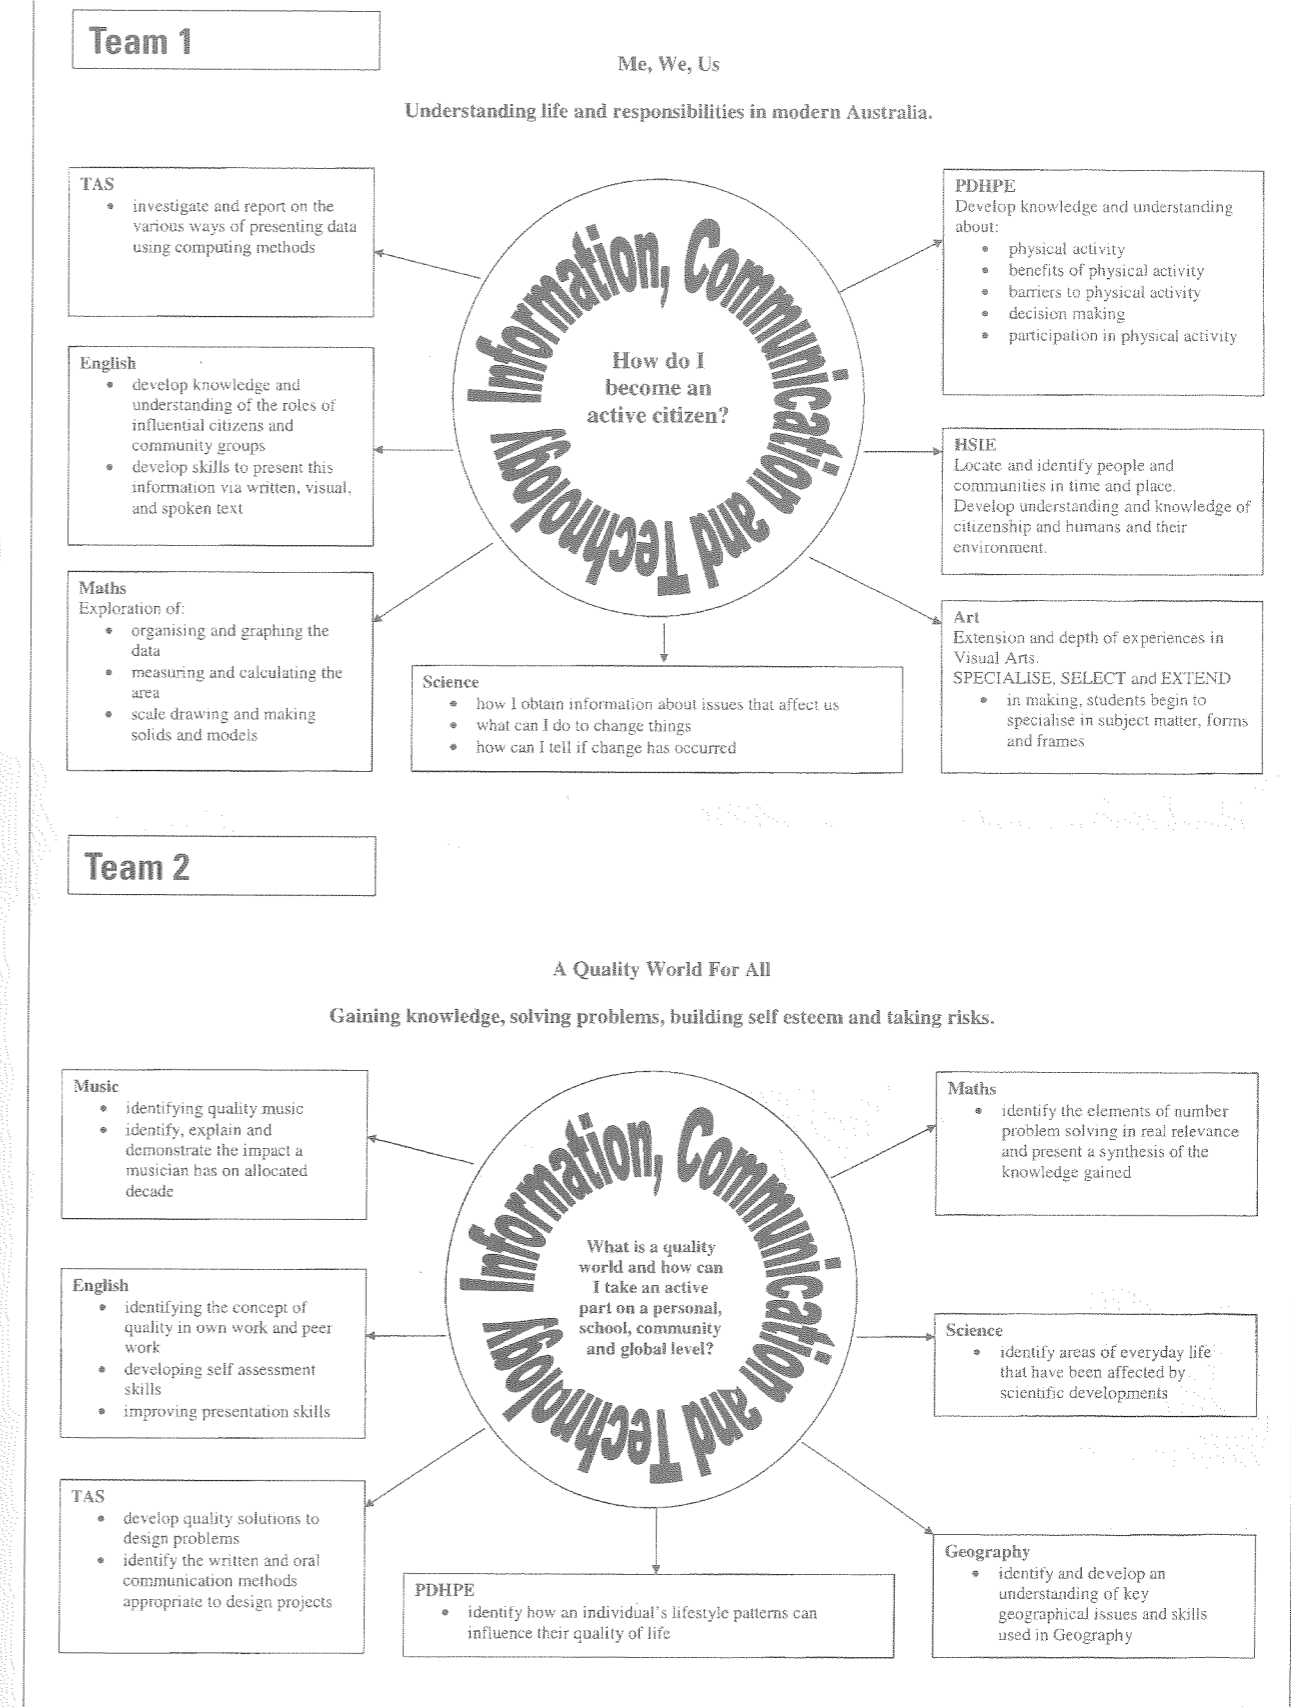 Team 1
Me, We, Us
Understanding life and responsibilities in modern Australia.
TAS
• investigate and report on the
various ways of presenting data
using computing methods
English
• develop knowledge and
understanding of the roles of
influential citizens and
community groups
• develop skills to present this
information via written, visual,
and spoken text
Maths
Exploration of:
• organising and graphing the
data
• measuring and calculating the
area
• scale drawing and making
solids and models
Information, Communication and Technology
How do I
become an
active citizen?
Science
• how I obtain information about issues that affect us
• what can I do to change things
• how can I tell if change has occurred
PDHPE
Develop knowledge and understanding
about:
• physical activity
• benefits of physical activity
• barriers to physical activity
• decision making
• participation in physical activity
HSIE
Locate and identify people and
communities in time and place.
Develop understanding and knowledge of
citizenship and humans and their
environment.
Art
Extension and depth of experiences in
Visual Arts.
SPECIALISE, SELECT and EXTEND
• in making, students begin to
specialise in subject matter, forms
and frames
Team 2
A Quality World For All
Gaining knowledge, solving problems, building self esteem and taking risks.
Music
• identifying quality music
• identify, explain and
demonstrate the impact a
musician has on allocated
decade
English
• identifying the concept of
quality in own work and peer
work
• developing self assessment
skills
• improving presentation skills
TAS
• develop quality solutions to
design problems
• identify the written and oral
communication methods
appropriate to design projects
Information, Communication and Technology
What is a quality
world and how can
I take an active
part on a personal,
school, community
and global level?
PDHPE
• identify how an individual's lifestyle patterns can
influence their quality of life
Maths
• identify the elements of number
problem solving in real relevance
and present a synthesis of the
knowledge gained
Science
• identify areas of everyday life
that have been affected by
scientific developments
Geography
• identify and develop an
understanding of key
geographical issues and skills
used in Geography